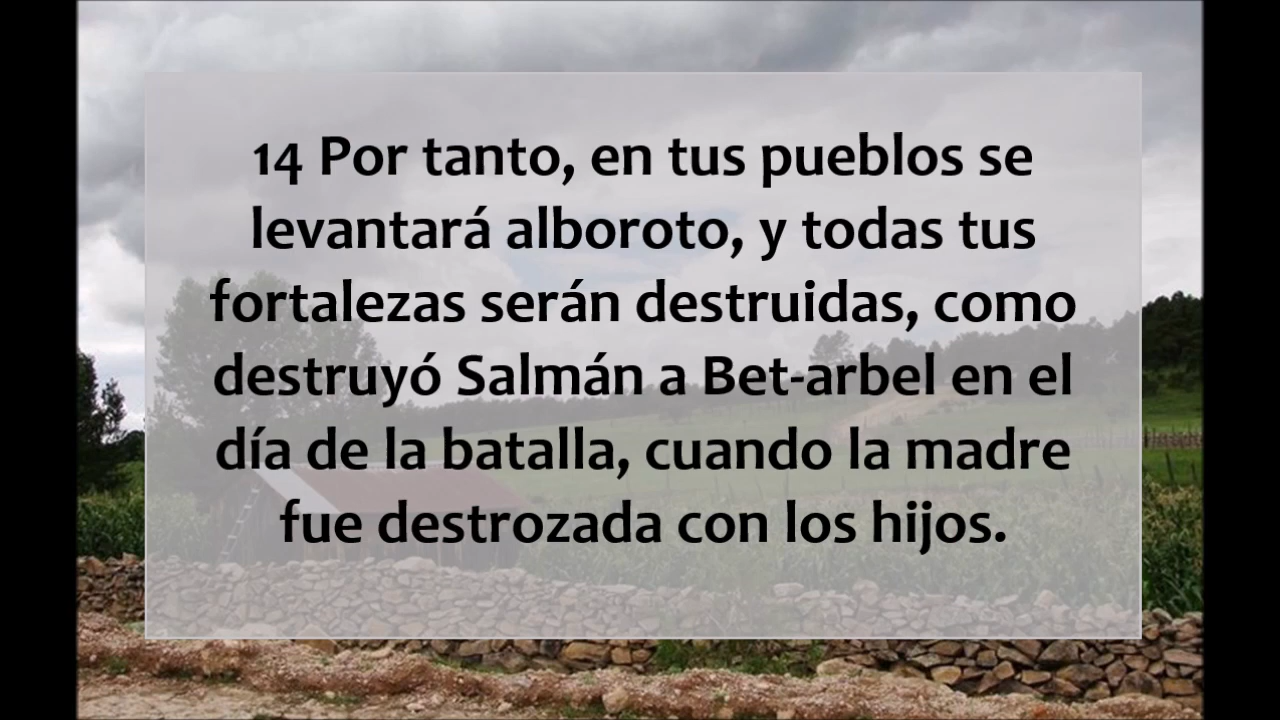 14 Por tanto, en tus pueblos se
levantará alboroto, y todas tus
fortalezas serán destruidas, como
destruyó Salmán a Bet-arbel en el
día de la batalla, cuando la madre
fue destrozada con los hijos.